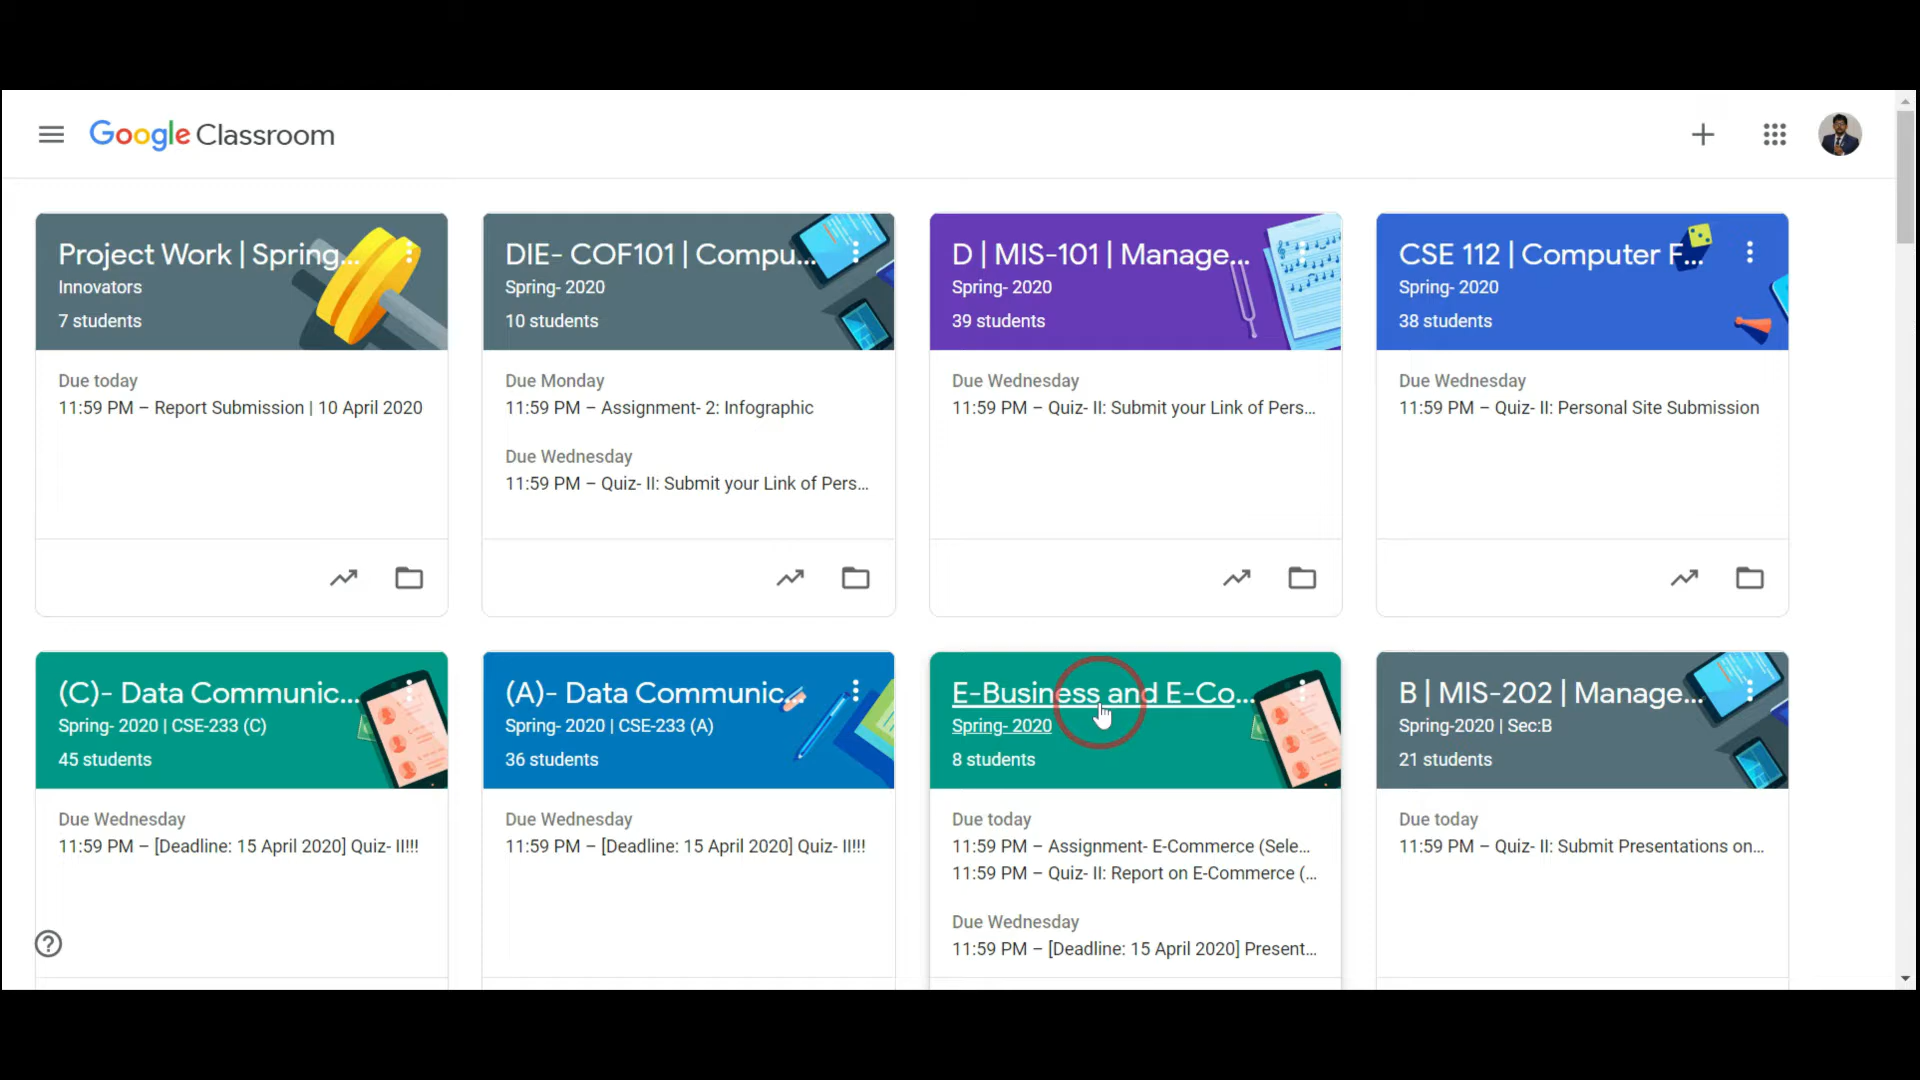 Google Classroom
Project Work | Spring...
Innovators
7 students
Due today
11:59 PM – Report Submission | 10 April 2020
DIE- COF101 | Compu...
Spring- 2020
10 students
Due Monday
11:59 PM – Assignment- 2: Infographic
Due Wednesday
11:59 PM – Quiz- II: Submit your Link of Pers...
D | MIS-101 | Manage...
Spring- 2020
39 students
Due Wednesday
11:59 PM – Quiz- II: Submit your Link of Pers...
CSE 112 | Computer F...
Spring- 2020
38 students
Due Wednesday
11:59 PM – Quiz- II: Personal Site Submission
(C)- Data Communic...
Spring- 2020 | CSE-233 (C)
45 students
Due Wednesday
11:59 PM – [Deadline: 15 April 2020] Quiz- II!!!
(A)- Data Communic...
Spring- 2020 | CSE-233 (A)
36 students
Due Wednesday
11:59 PM – [Deadline: 15 April 2020] Quiz- II!!!
E-Business and E-Co...
Spring- 2020
8 students
Due today
11:59 PM – Assignment- E-Commerce (Sele...
11:59 PM – Quiz- II: Report on E-Commerce (...
Due Wednesday
11:59 PM – [Deadline: 15 April 2020] Present...
B | MIS-202 | Manage...
Spring-2020 | Sec:B
21 students
Due today
11:59 PM – Quiz- II: Submit Presentations on...